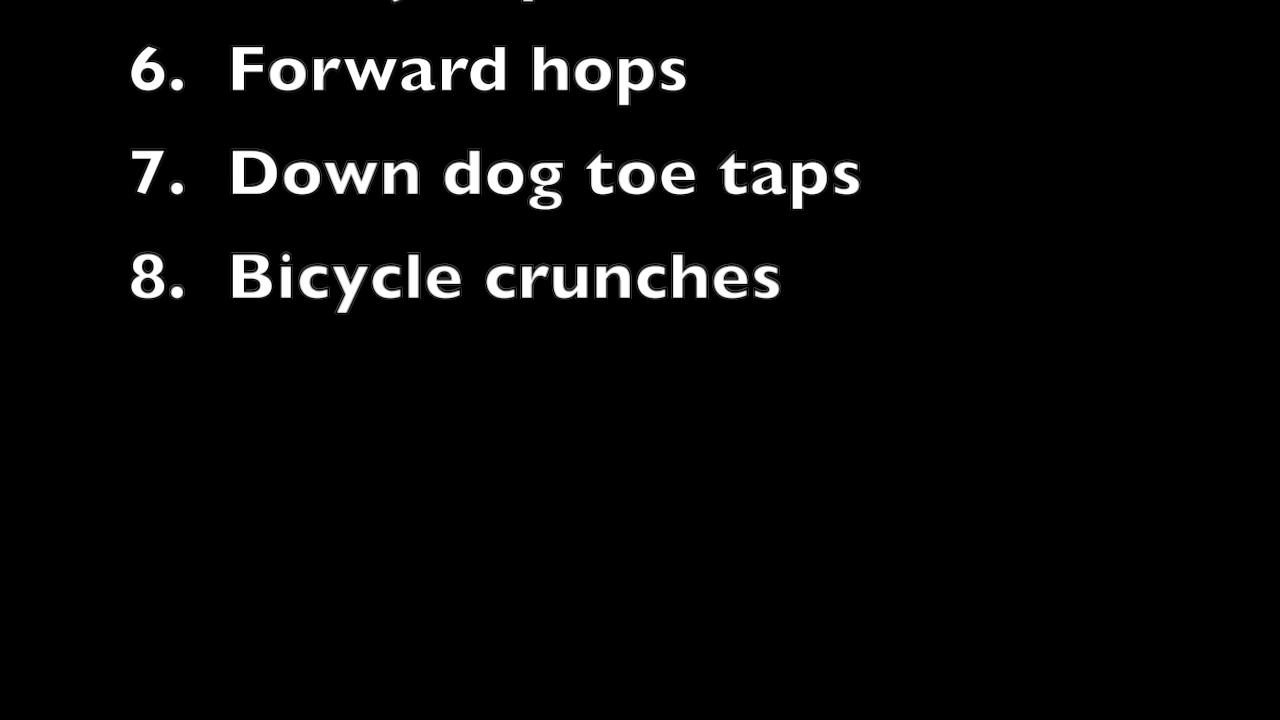 6. Forward hops
7. Down dog toe taps
8. Bicycle crunches